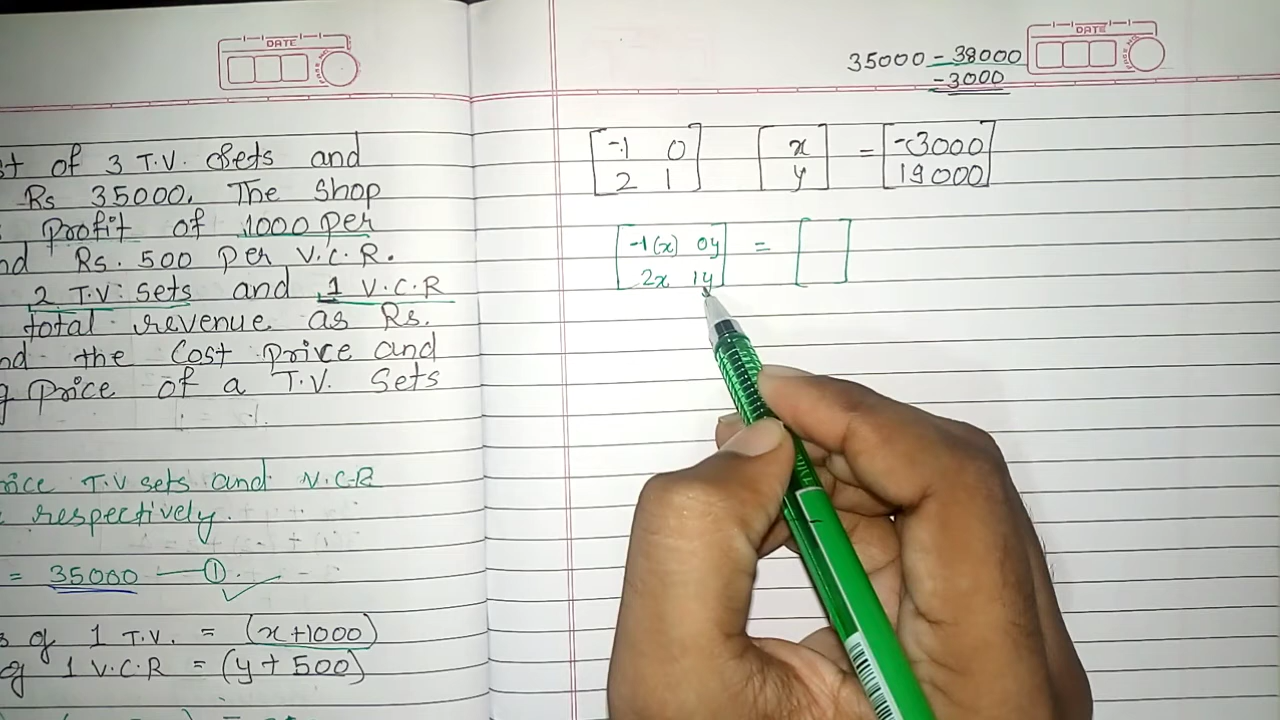 DATE
st of 3 T.V. Sets and
Rs 35000. The Shop
Profit of 1000 per
nd Rs. 500 Per V.C.R.
2 T.V. Sets and 1 V.C.R
total revenue as Rs.
nd the Cost price and
g Price of a T.V. Sets
rice T.V sets and V.C.R
respectively.
= 35000 — ①
s of 1 T.V. = (x+1000)
of 1 V.C.R = (y+500)
DATE
35000 - 38000
-3000
-1 0 x = -3000
2 1 y 19000
-1(x) 0y =
2x 1y